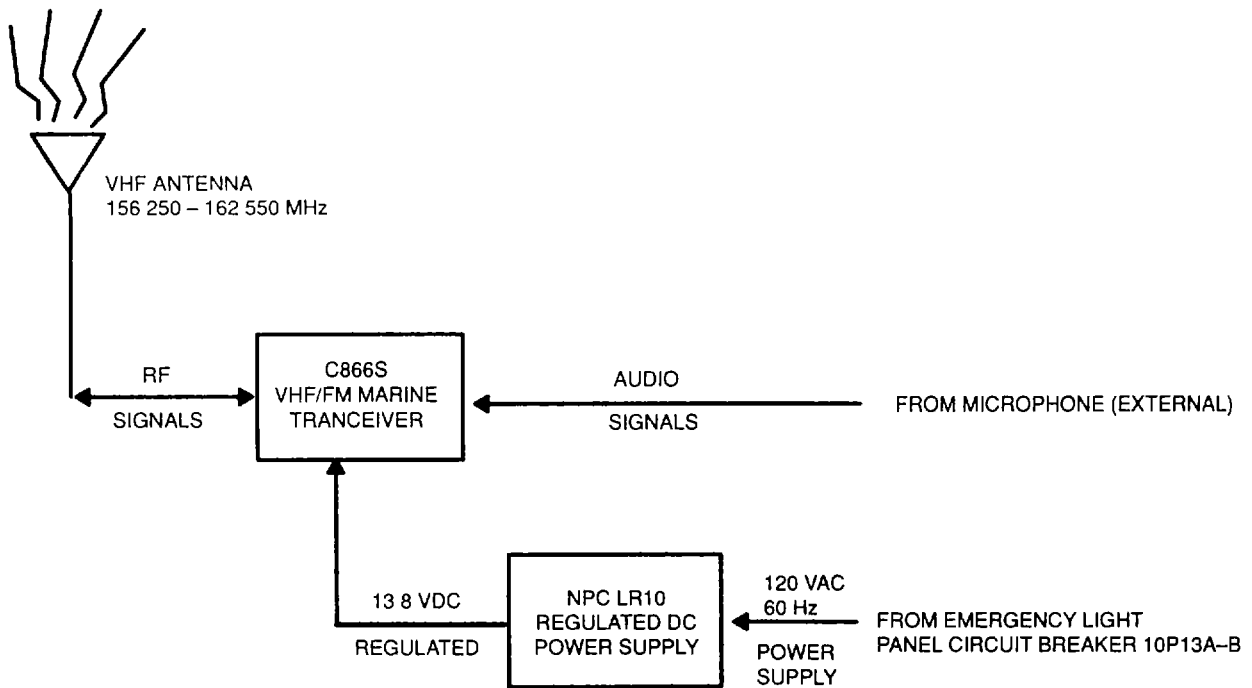 VHF ANTENNA
156 250 – 162 550 MHz
RF
SIGNALS
C866S
VHF/FM MARINE
TRANCEIVER
AUDIO
SIGNALS
FROM MICROPHONE (EXTERNAL)
13 8 VDC
REGULATED
NPC LR10
REGULATED DC
POWER SUPPLY
120 VAC
60 Hz
POWER
SUPPLY
FROM EMERGENCY LIGHT
PANEL CIRCUIT BREAKER 10P13A–B